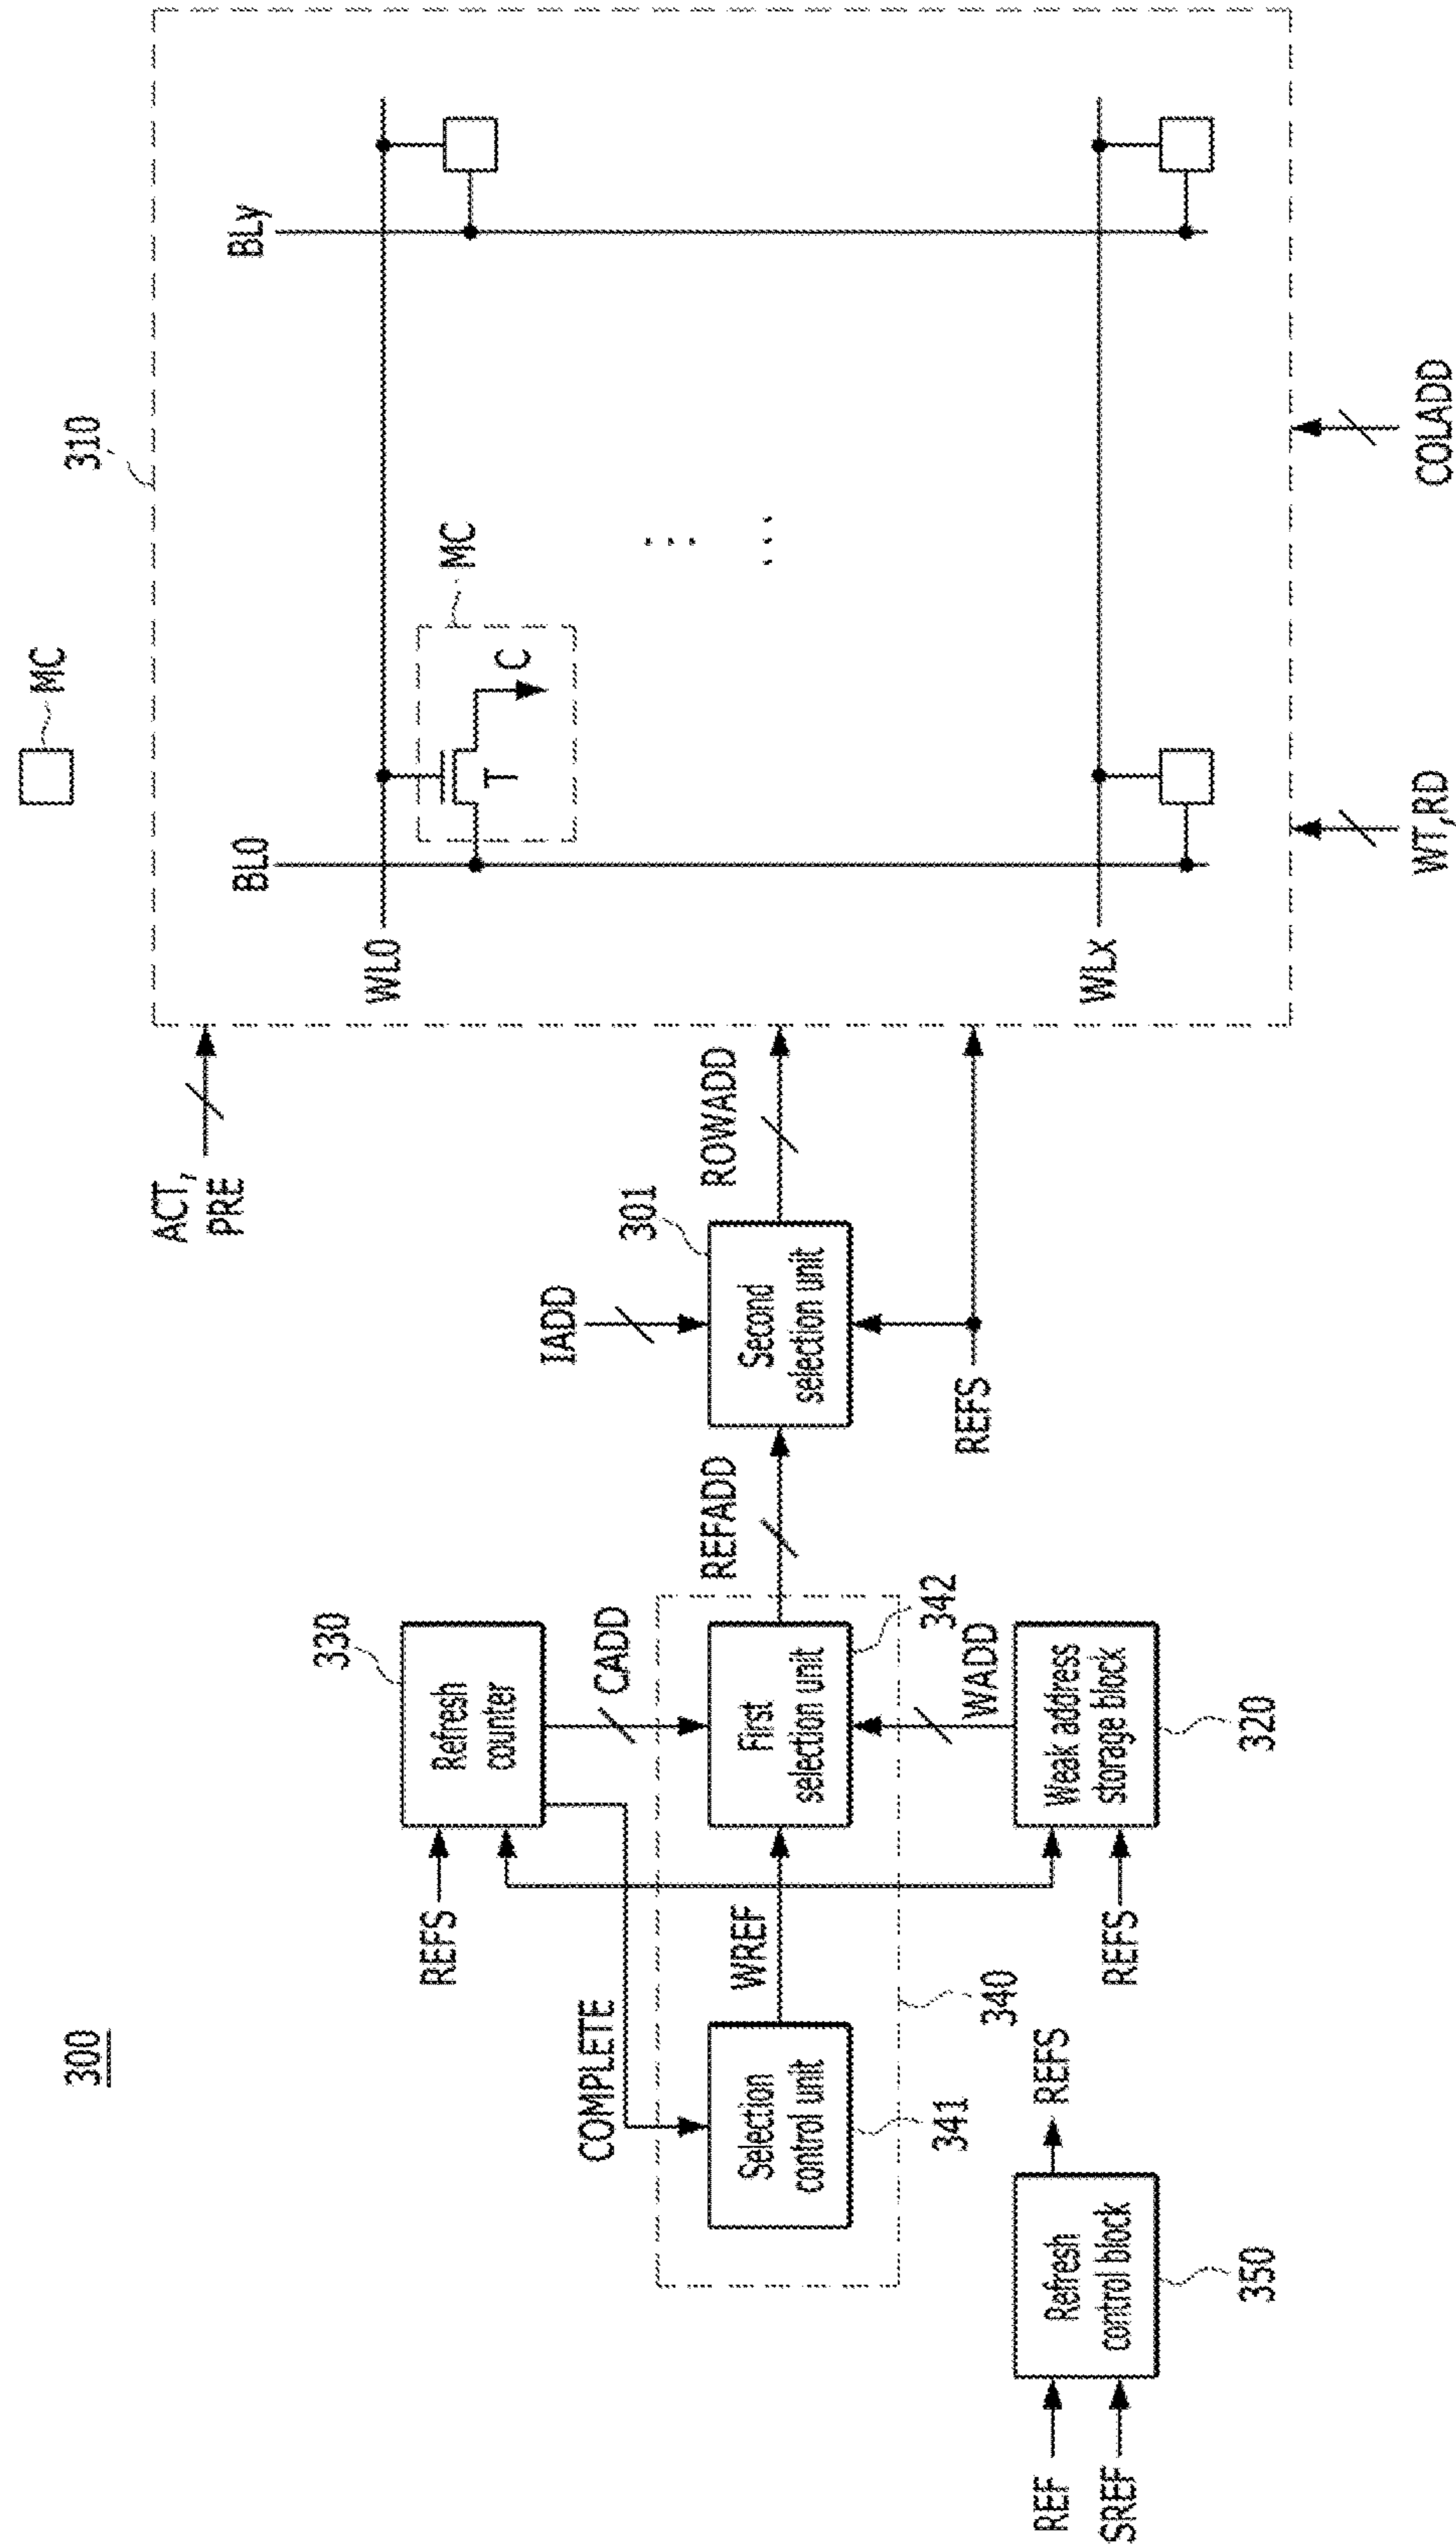 300
MC
310
ACT,
PRE
BL0
BLy
WL0
MC
T
C
WLx
330
Refresh
counter
REFS
CADD
COMPLETE
IADD
301
Second
selection unit
ROWADD
REFADD
REFS
Selection
control unit
341
WREF
First
selection unit
342
340
WADD
Weak address
storage block
320
REFS
REF
SREF
Refresh
control block
350
REFS
WT,RD
COLADD